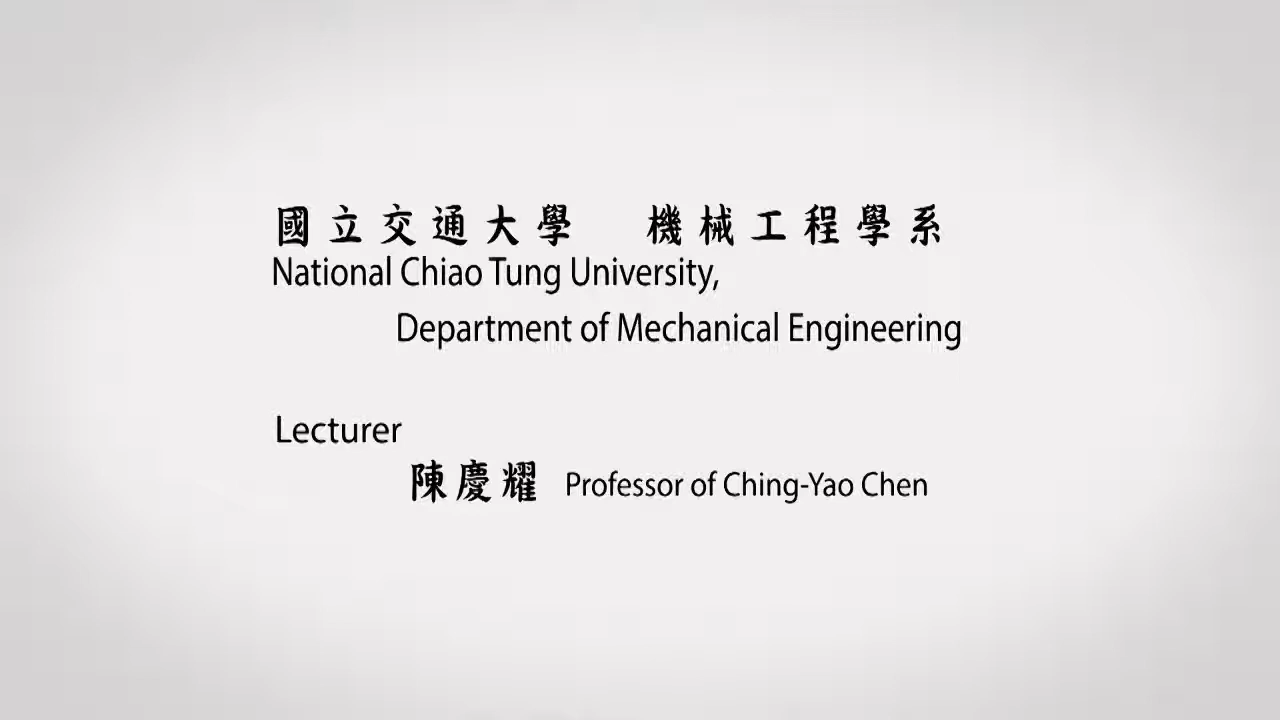 國立交通大學 機械工程學系
National Chiao Tung University,
Department of Mechanical Engineering
Lecturer
陳慶耀 Professor of Ching-Yao Chen